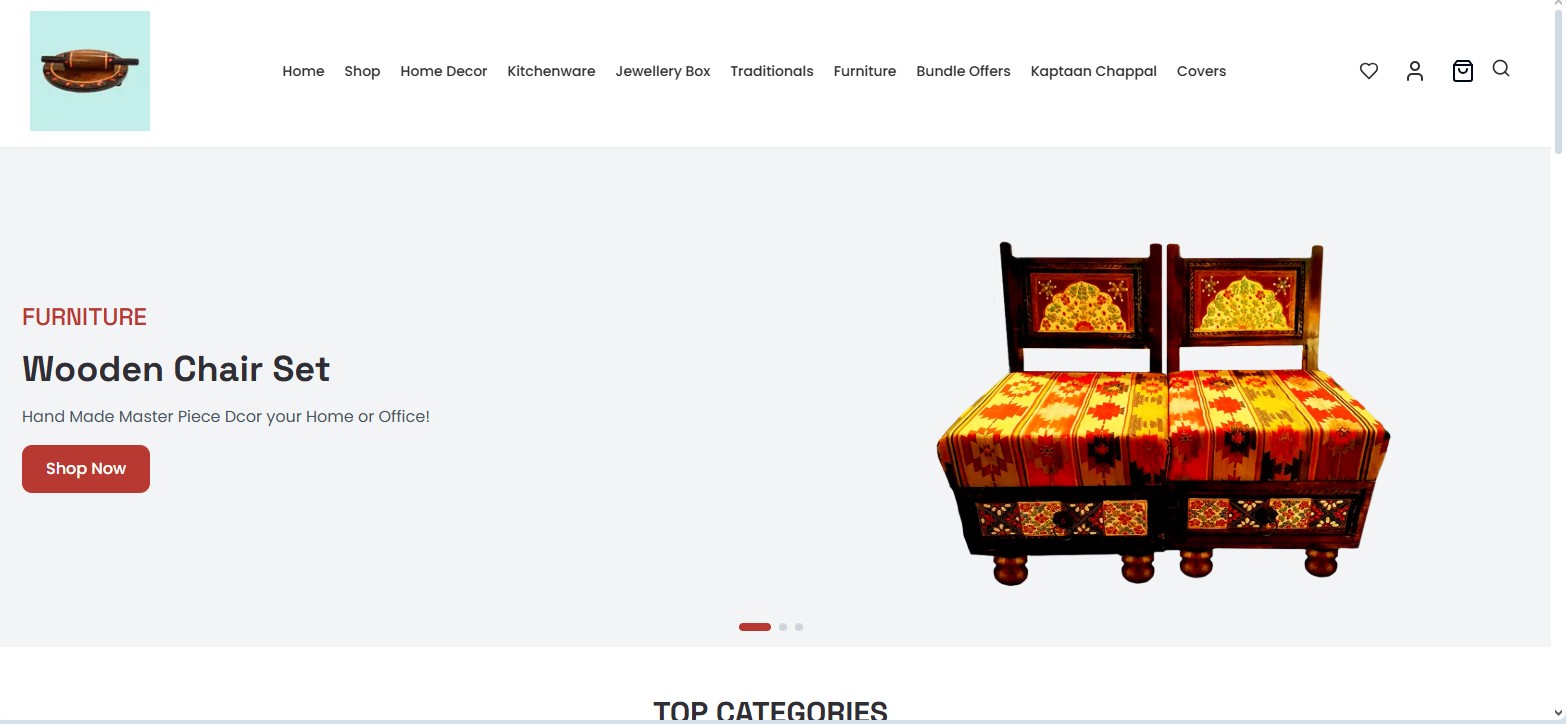 Home Shop Home Decor Kitchenware Jewellery Box Traditionals Furniture Bundle Offers Kaptaan Chappal Covers
FURNITURE
Wooden Chair Set
Hand Made Master Piece Dcor your Home or Office!
Shop Now
TOP CATEGORIES